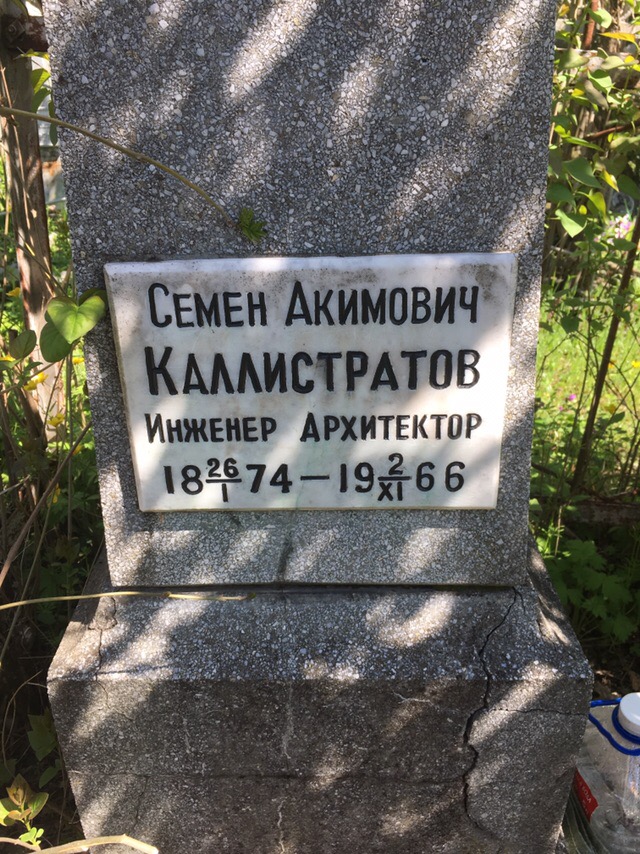 Семен Акимович
Каллистратов
Инженер Архитектор
18 26/I 74 — 19 2/XI 66